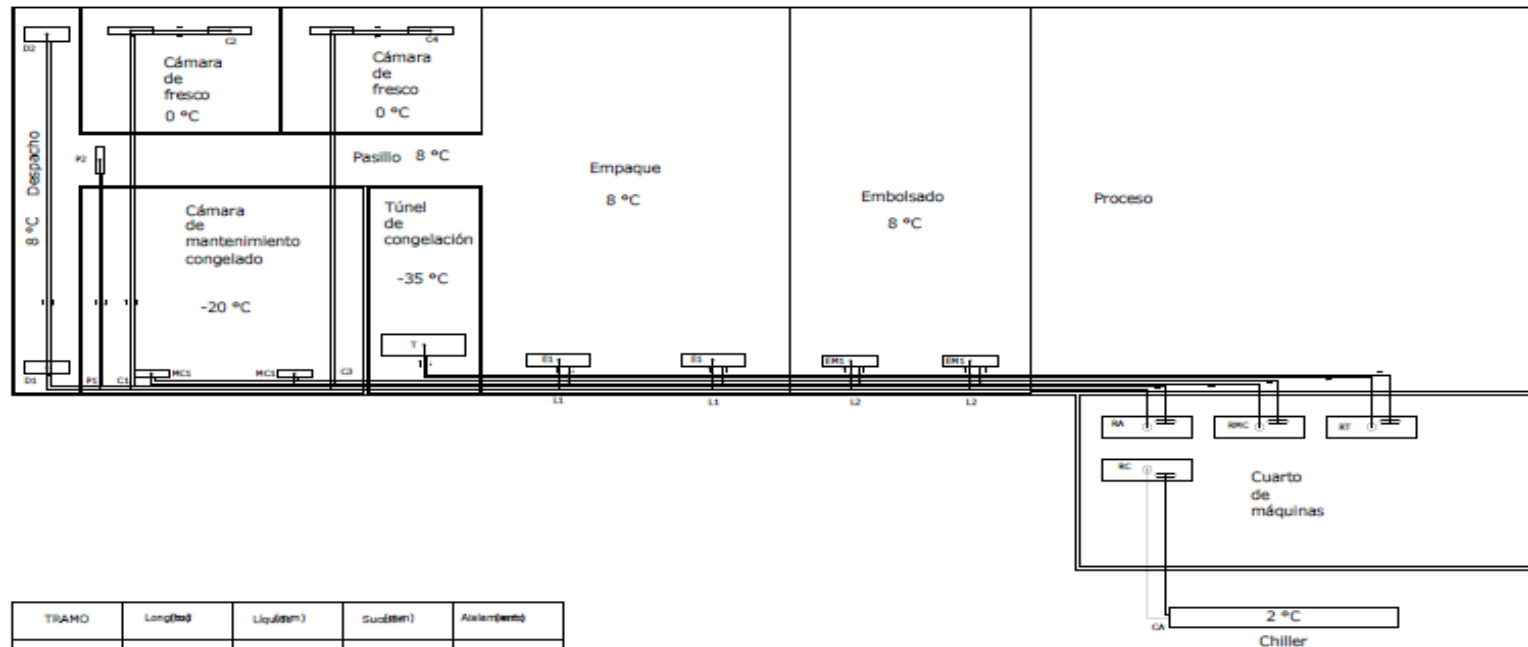 D2
C2
C4
Cámara
de
fresco
0 °C
Cámara
de
fresco
0 °C
8 °C Despacho
P2
Pasillo 8 °C
Empaque
8 °C
Embolsado
8 °C
Proceso
Cámara
de
mantenimiento
congelado
-20 °C
Túnel
de
congelación
-35 °C
T
E1
E1
EM1
EM1
D1
P1
C1
MC1
MC1
C3
L1
L1
L2
L2
RA
RMC
RT
RC
Cuarto
de
máquinas
CA
2 °C
Chiller
TRAMO